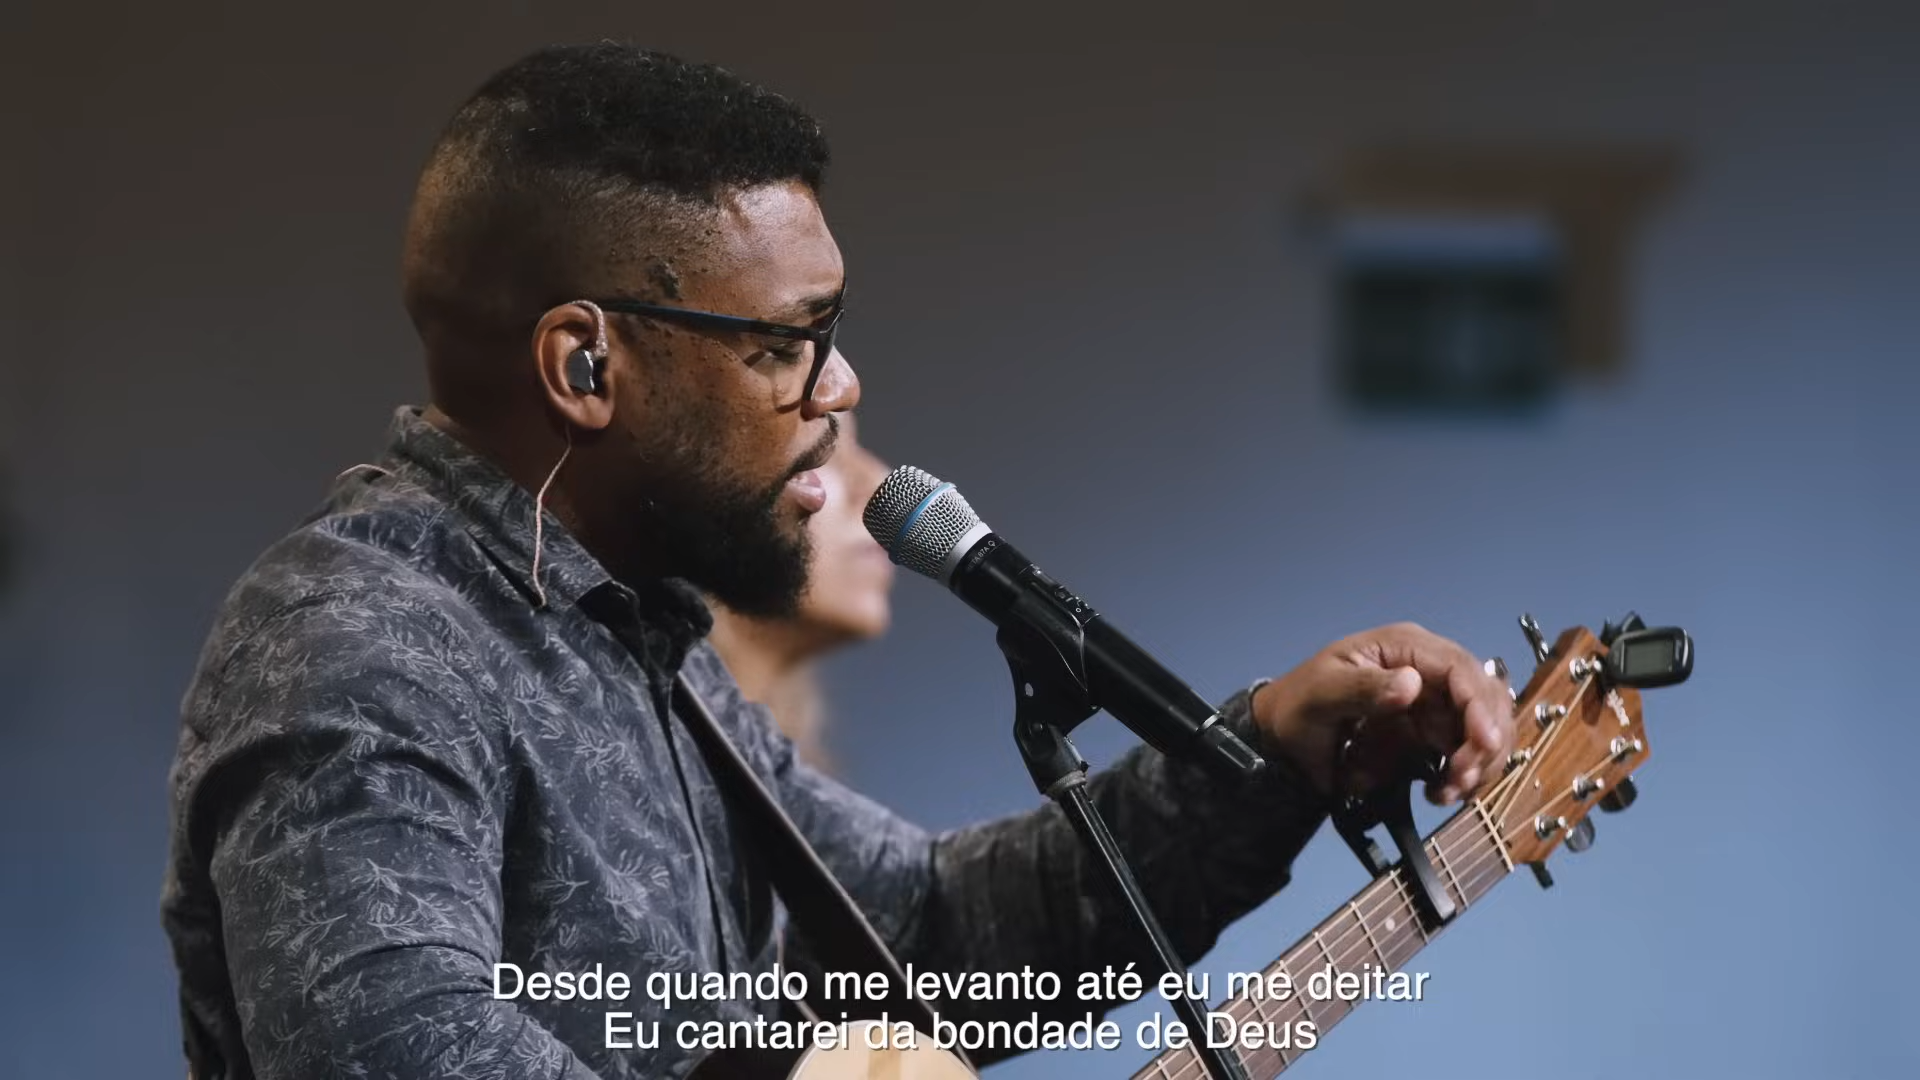 Desde quando me levanto até eu me deitar
Eu cantarei da bondade de Deus